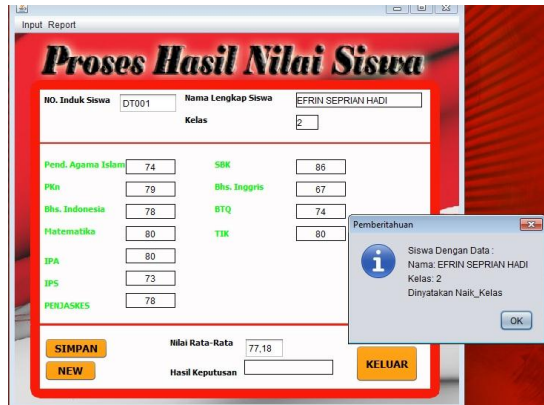 Input Report
Proses Hasil Nilai Siswa
NO. Induk Siswa DT001 Nama Lengkap Siswa EFRIN SEPRIAN HADI
Kelas 2
Pend. Agama Islam 74 SBK 86
PKn 79 Bhs. Inggris 67
Bhs. Indonesia 78 BTQ 74
Matematika 80 TIK 80
IPA 80
IPS 73
PENJASKES 78
Pemberitahuan
Siswa Dengan Data :
Nama: EFRIN SEPRIAN HADI
Kelas: 2
Dinyatakan Naik_Kelas
OK
SIMPAN Nilai Rata-Rata 77,18
NEW Hasil Keputusan KELUAR